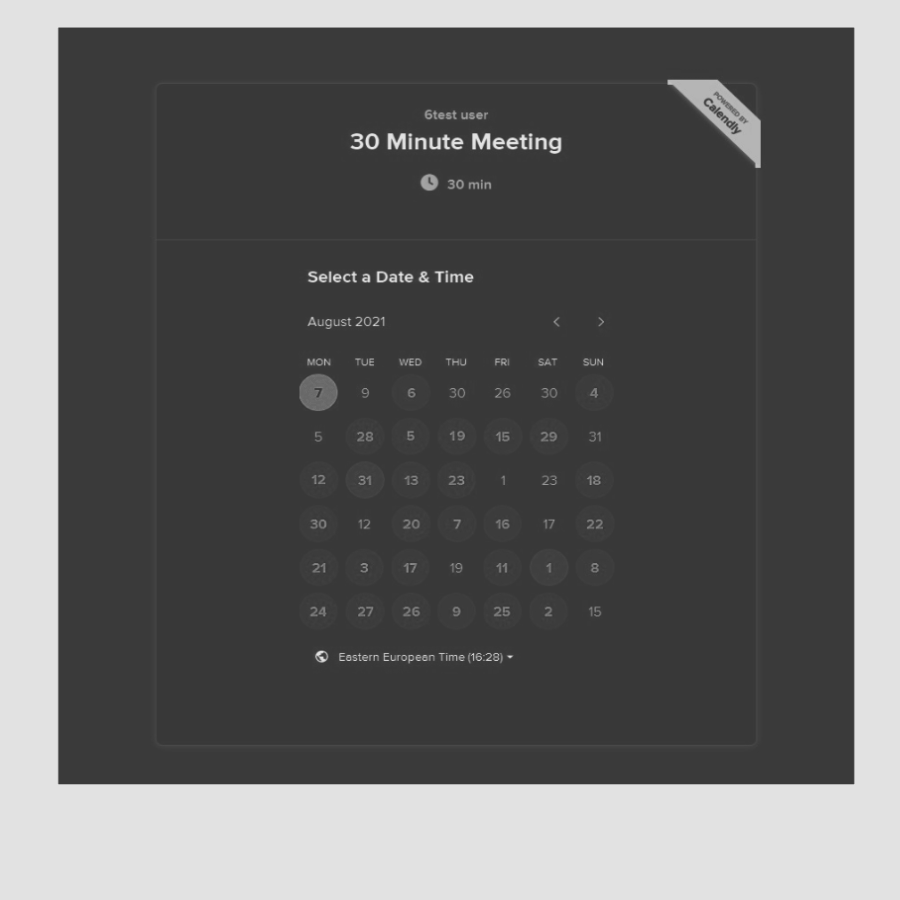 POWERED BY
Calendly
6test user
30 Minute Meeting
30 min
Select a Date & Time
August 2021
MON TUE WED THU FRI SAT SUN
7 9 6 30 26 30 4
5 28 5 19 15 29 31
12 31 13 23 1 23 18
30 12 20 7 16 17 22
21 3 17 19 11 1 8
24 27 26 9 25 2 15
Eastern European Time (16:28)